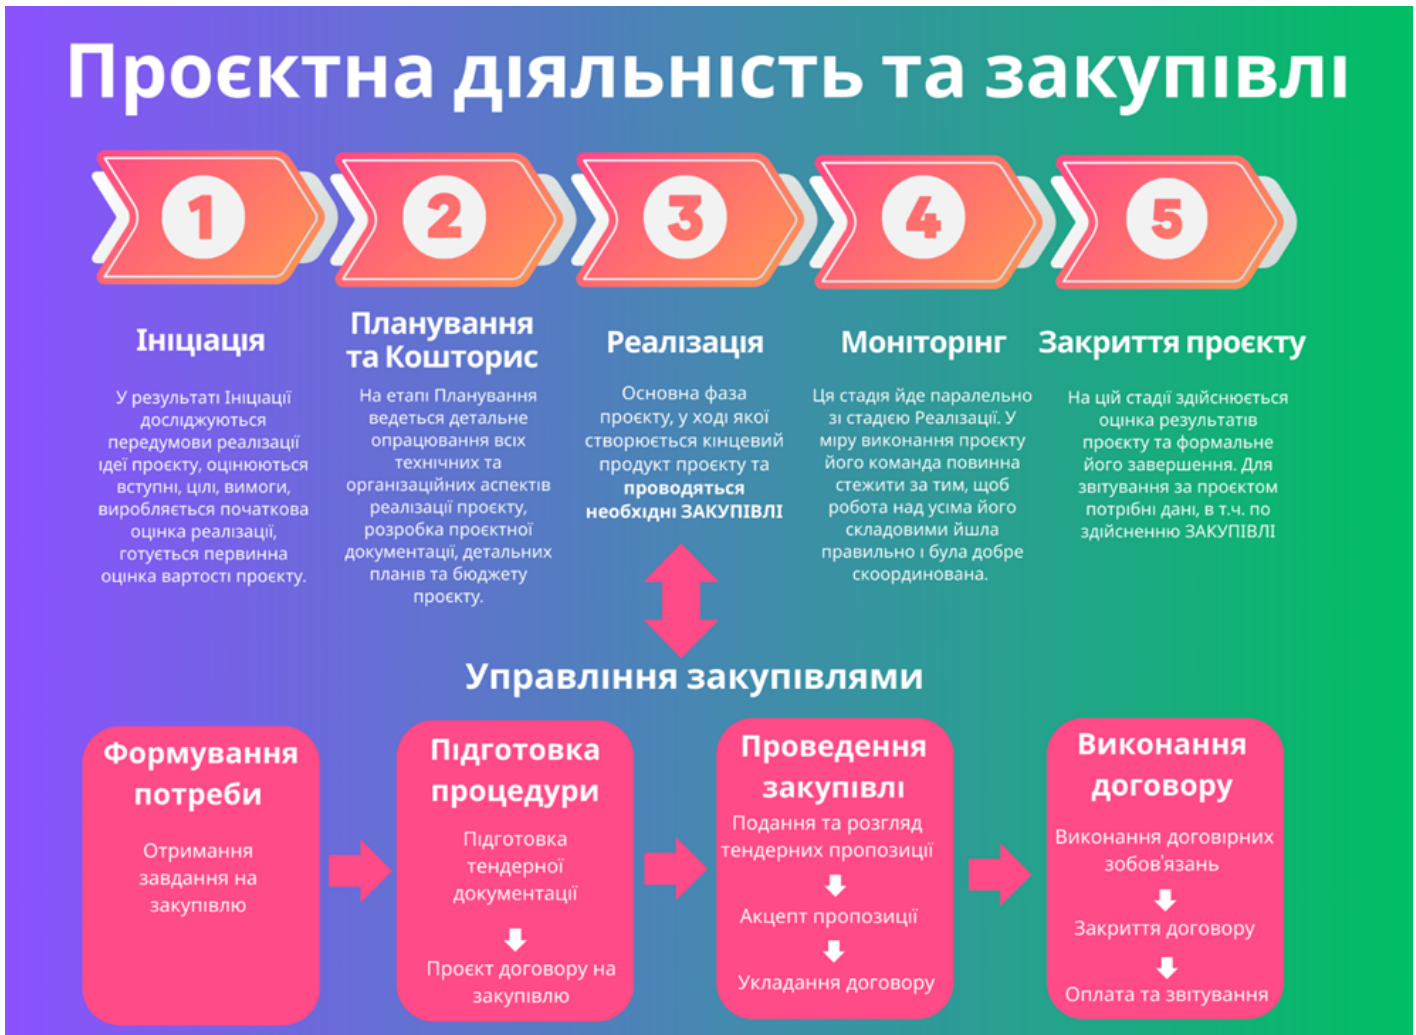 Проєктна діяльність та закупівлі
1
2
3
4
5
Ініціація
У результаті Ініціації
досліджуються
передумови реалізації
ідеї проєкту, оцінюються
вступні, цілі, вимоги,
виробляється початкова
оцінка реалізації,
готується первинна
оцінка вартості проєкту.
Планування
та Кошторис
На етапі Планування
ведеться детальне
опрацювання всіх
технічних та
організаційних аспектів
реалізації проєкту,
розробка проєктної
документації, детальних
планів та бюджету
проєкту.
Реалізація
Основна фаза
проєкту, у ході якої
створюється кінцевий
продукт проєкту та
проводяться
необхідні ЗАКУПІВЛІ
Моніторінг
Ця стадія йде паралельно
зі стадією Реалізації. У
міру виконання проєкту
його команда повинна
стежити за тим, щоб
робота над усіма його
складовими йшла
правильно і була добре
скоординована.
Закриття проєкту
На цій стадії здійснюється
оцінка результатів
проєкту та формальне
його завершення. Для
звітування за проєктом
потрібні дані, в т.ч. по
здійсненню ЗАКУПІВЛІ
Управління закупівлями
Формування
потреби
Отримання
завдання на
закупівлю
Підготовка
процедури
Підготовка
тендерної
документації
Проєкт договору на
закупівлю
Проведення
закупівлі
Подання та розгляд
тендерних пропозиції
Акцепт пропозиції
Укладання договору
Виконання
договору
Виконання договірних
зобов'язань
Закриття договору
Оплата та звітування